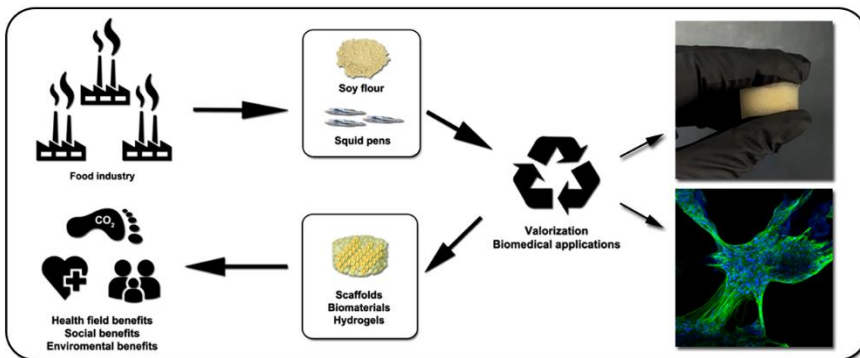 Food industry
Soy flour
Squid pens
Valorization
Biomedical applications
CO₂
Health field benefits
Social benefits
Enviromental benefits
Scaffolds
Biomaterials
Hydrogels